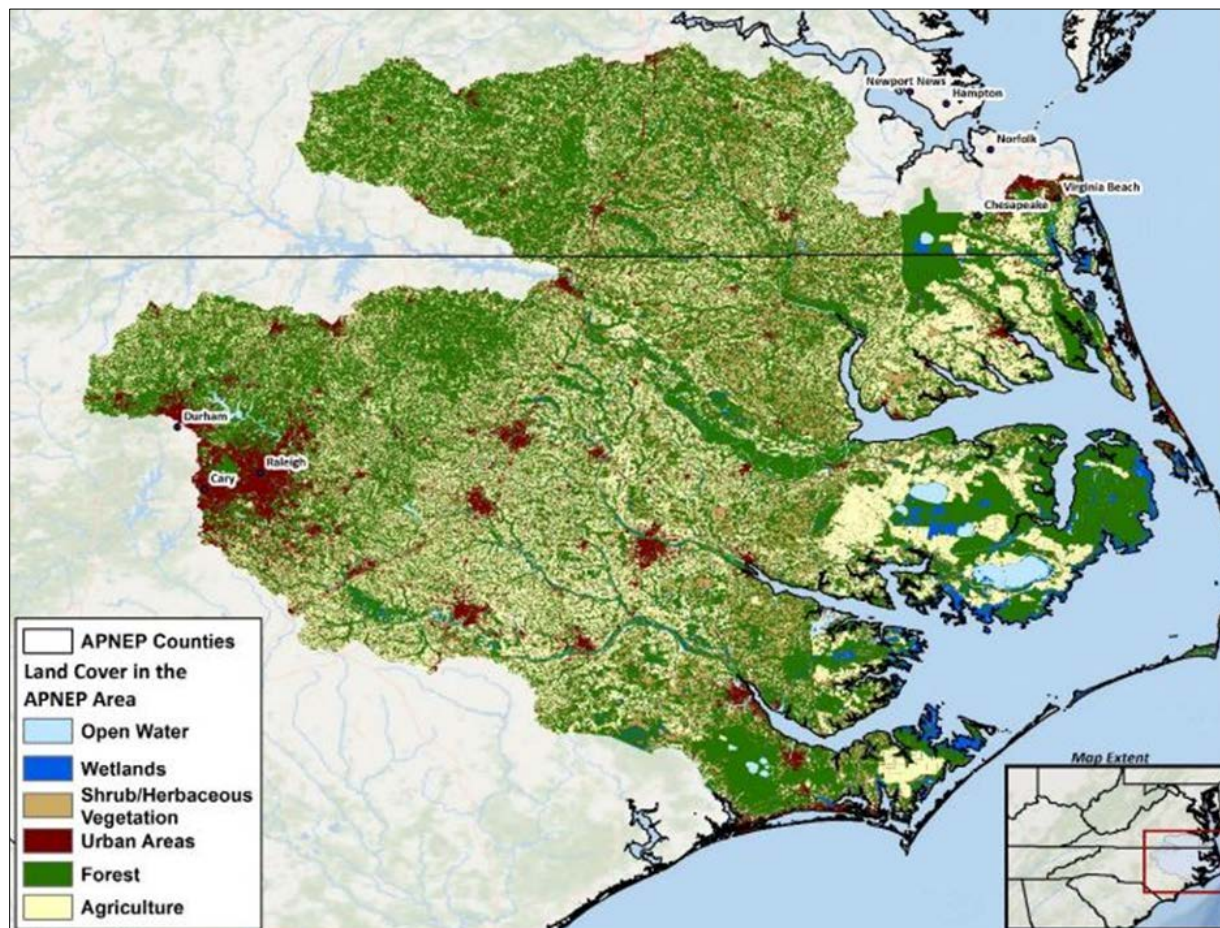 Newport News
Hampton
Norfolk
Virginia Beach
Chesapeake
Durham
Raleigh
Cary
APNEP Counties
Land Cover in the
APNEP Area
Open Water
Wetlands
Shrub/Herbaceous
Vegetation
Urban Areas
Forest
Agriculture
Map Extent